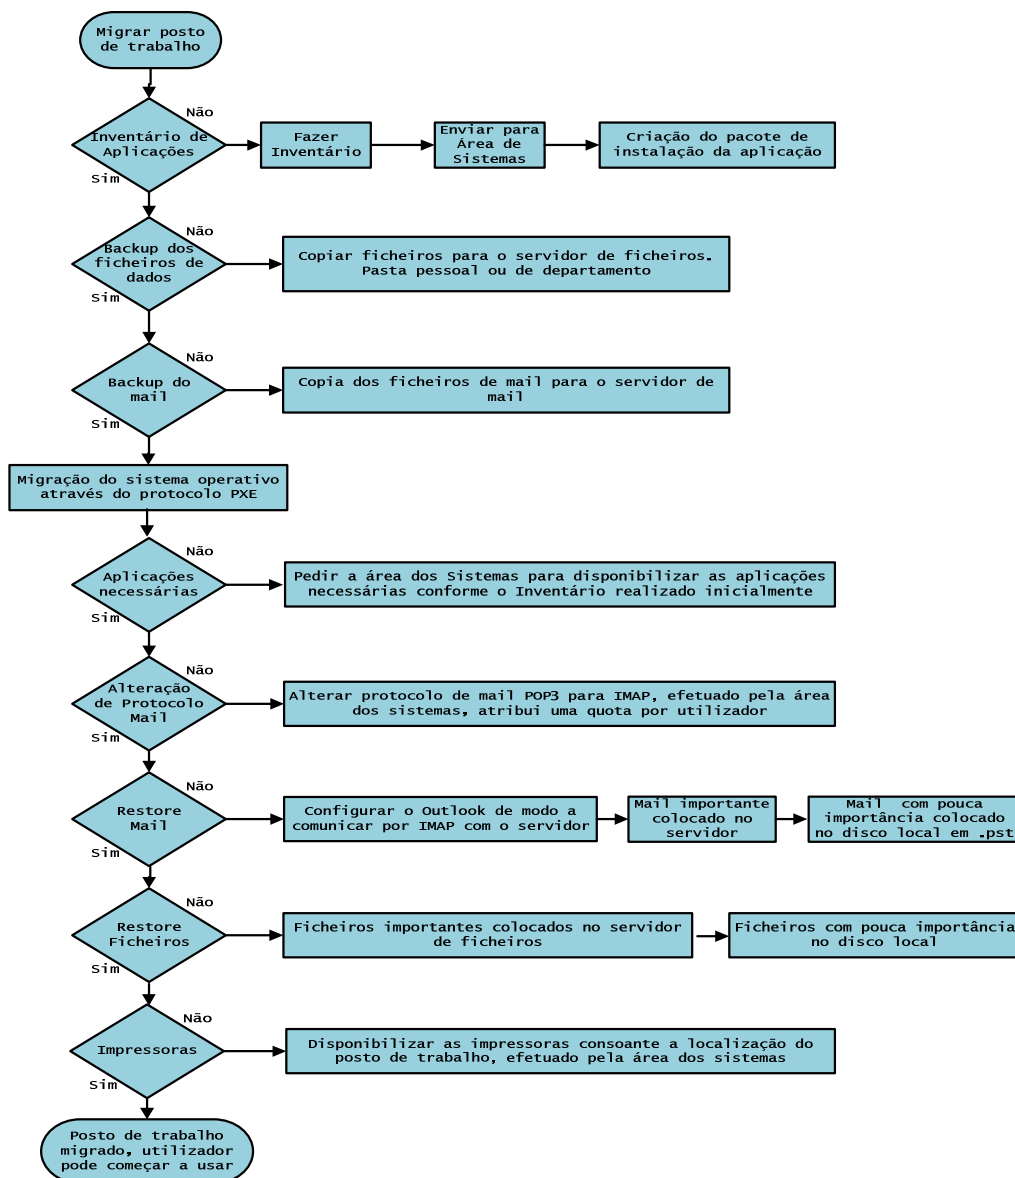 Migrar posto
de trabalho
Não
Inventário de
Aplicações
Sim
Fazer
Inventário
Enviar para
Área de
Sistemas
Criação do pacote de
instalação da aplicação
Não
Backup dos
ficheiros de
dados
Sim
Copiar ficheiros para o servidor de ficheiros.
Pasta pessoal ou de departamento
Não
Backup do
mail
Sim
Copia dos ficheiros de mail para o servidor de
mail
Migração do sistema operativo
através do protocolo PXE
Não
Aplicações
necessárias
Sim
Pedir a área dos Sistemas para disponibilizar as aplicações
necessárias conforme o Inventário realizado inicialmente
Não
Alteração
de Protocolo
Mail
Sim
Alterar protocolo de mail POP3 para IMAP, efetuado pela área
dos sistemas, atribui uma quota por utilizador
Não
Restore
Mail
Sim
Configurar o Outlook de modo a
comunicar por IMAP com o servidor
Mail importante
colocado no
servidor
Mail com pouca
importância colocado
no disco local em .pst
Não
Restore
Ficheiros
Sim
Ficheiros importantes colocados no servidor
de ficheiros
Ficheiros com pouca importância
no disco local
Não
Impressoras
Sim
Disponibilizar as impressoras consoante a localização do
posto de trabalho, efetuado pela área dos sistemas
Posto de trabalho
migrado, utilizador
pode começar a usar